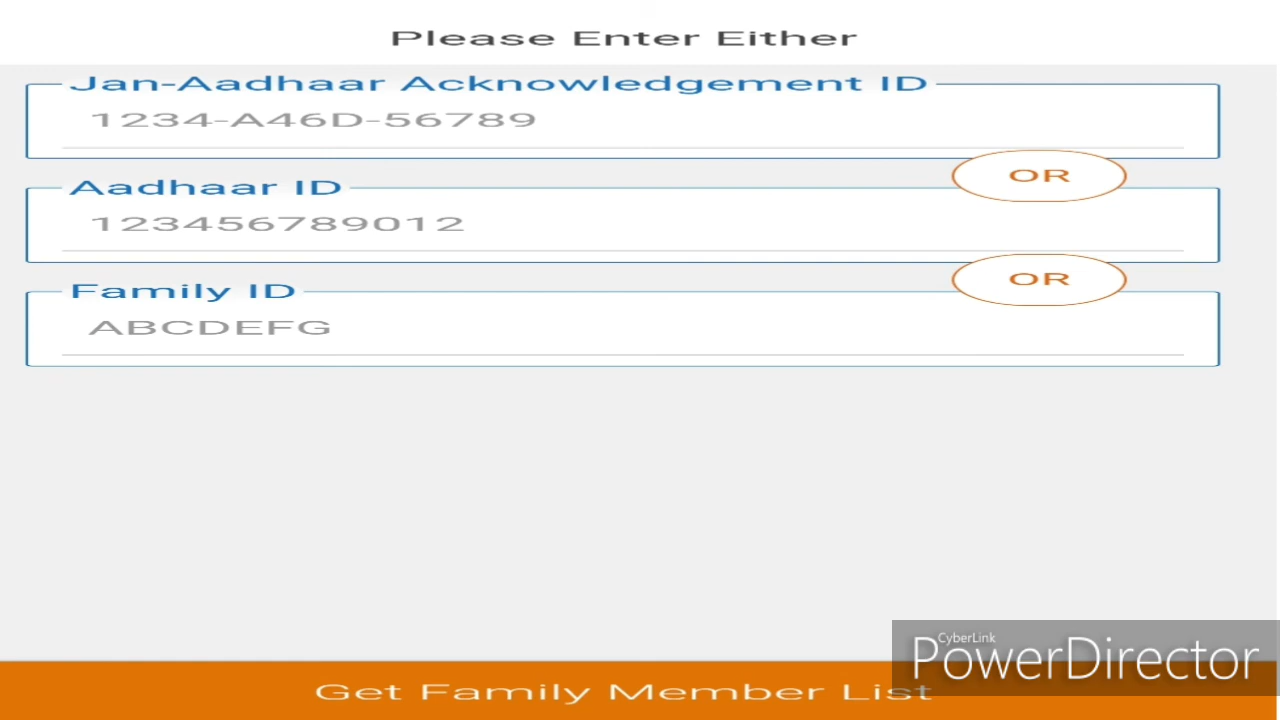 Please Enter Either
Jan-Aadhaar Acknowledgement ID
1234-A46D-56789
OR
Aadhaar ID
123456789012
OR
Family ID
ABCDEFG
CyberLink
PowerDirector
Get Family Member List